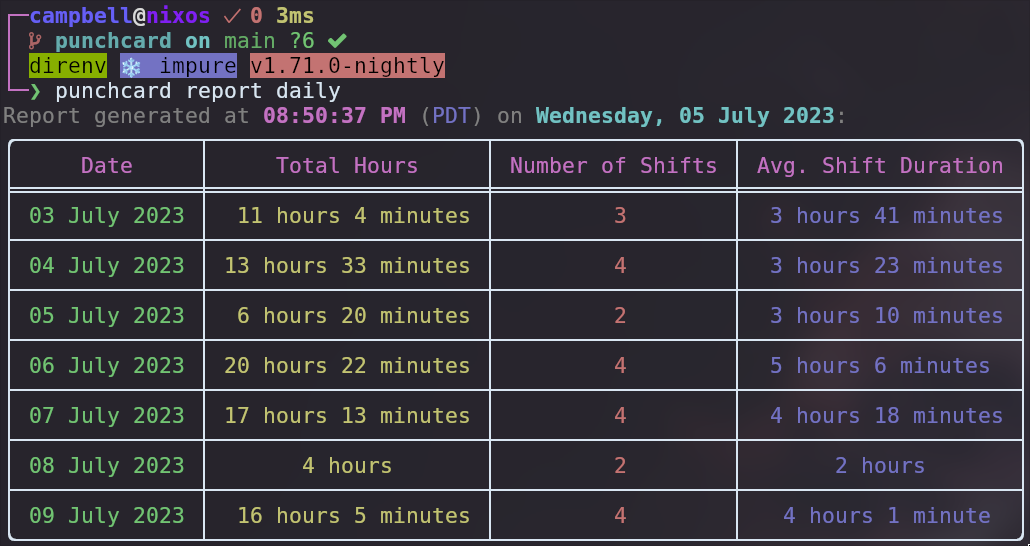 campbell@nixos ✓ 0 3ms
punchcard on main ?6 ✔
direnv ❄ impure v1.71.0-nightly
❯ punchcard report daily
Report generated at 08:50:37 PM (PDT) on Wednesday, 05 July 2023:
Date Total Hours Number of Shifts Avg. Shift Duration
03 July 2023 11 hours 4 minutes 3 3 hours 41 minutes
04 July 2023 13 hours 33 minutes 4 3 hours 23 minutes
05 July 2023 6 hours 20 minutes 2 3 hours 10 minutes
06 July 2023 20 hours 22 minutes 4 5 hours 6 minutes
07 July 2023 17 hours 13 minutes 4 4 hours 18 minutes
08 July 2023 4 hours 2 2 hours
09 July 2023 16 hours 5 minutes 4 4 hours 1 minute